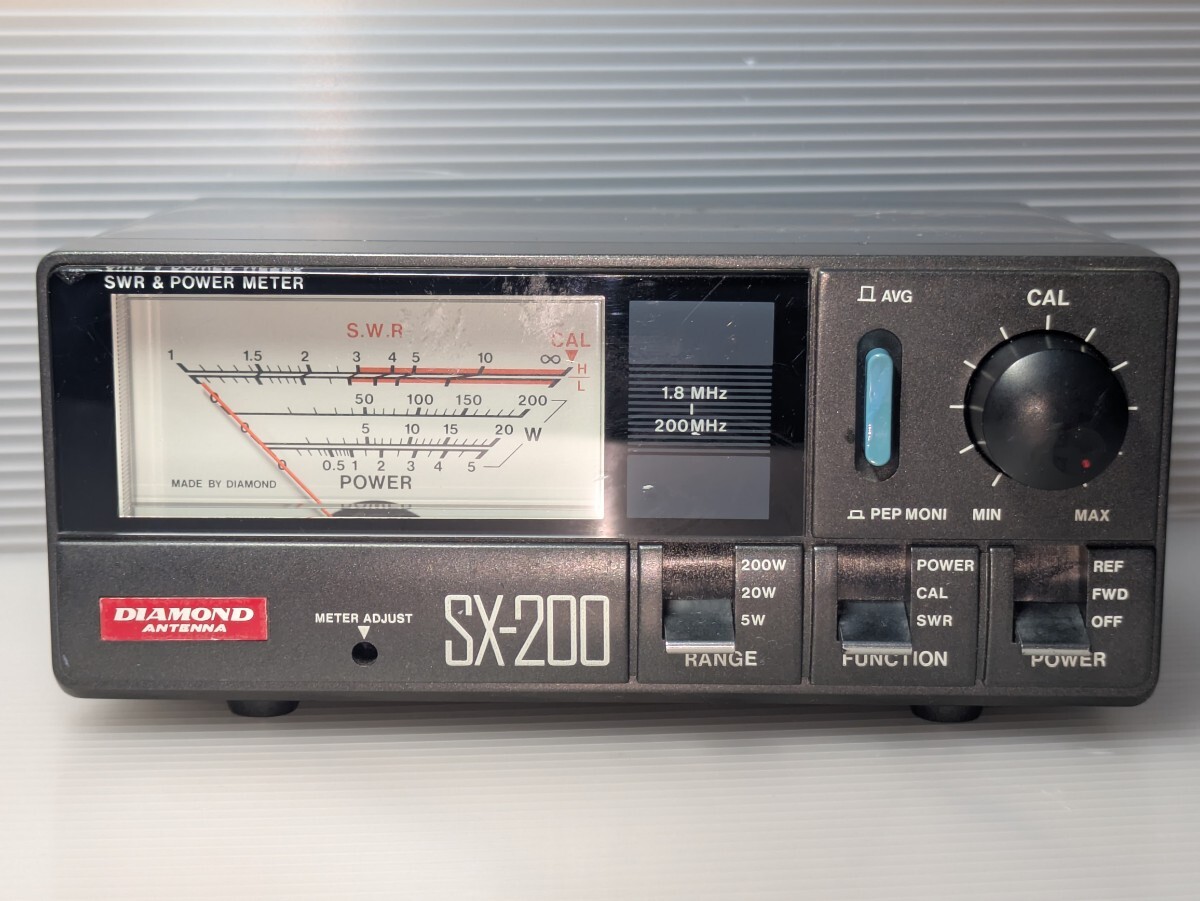 SWR & POWER METER
S.W.R
CAL
1 1.5 2 3 4 5 10 ∞
H
L
0 50 100 150 200
0 5 10 15 20 W
0 0.5 1 2 3 4 5
MADE BY DIAMOND
POWER
1.8 MHz
200MHz
AVG
PEP MONI
CAL
MIN
MAX
DIAMOND
ANTENNA
METER ADJUST
SX-200
200W
20W
5W
RANGE
POWER
CAL
SWR
FUNCTION
REF
FWD
OFF
POWER